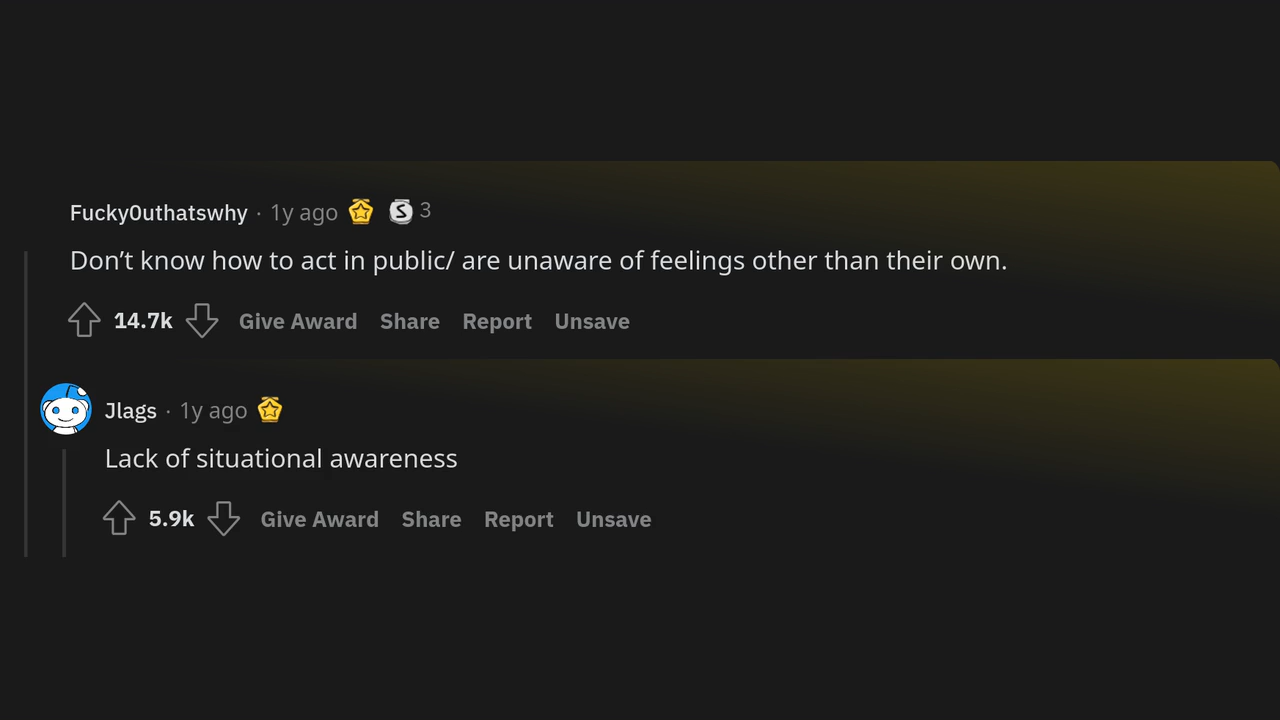 FuckyOuthatswhy · 1y ago S 3
Don’t know how to act in public/ are unaware of feelings other than their own.
14.7k Give Award Share Report Unsave
Jlags · 1y ago
Lack of situational awareness
5.9k Give Award Share Report Unsave